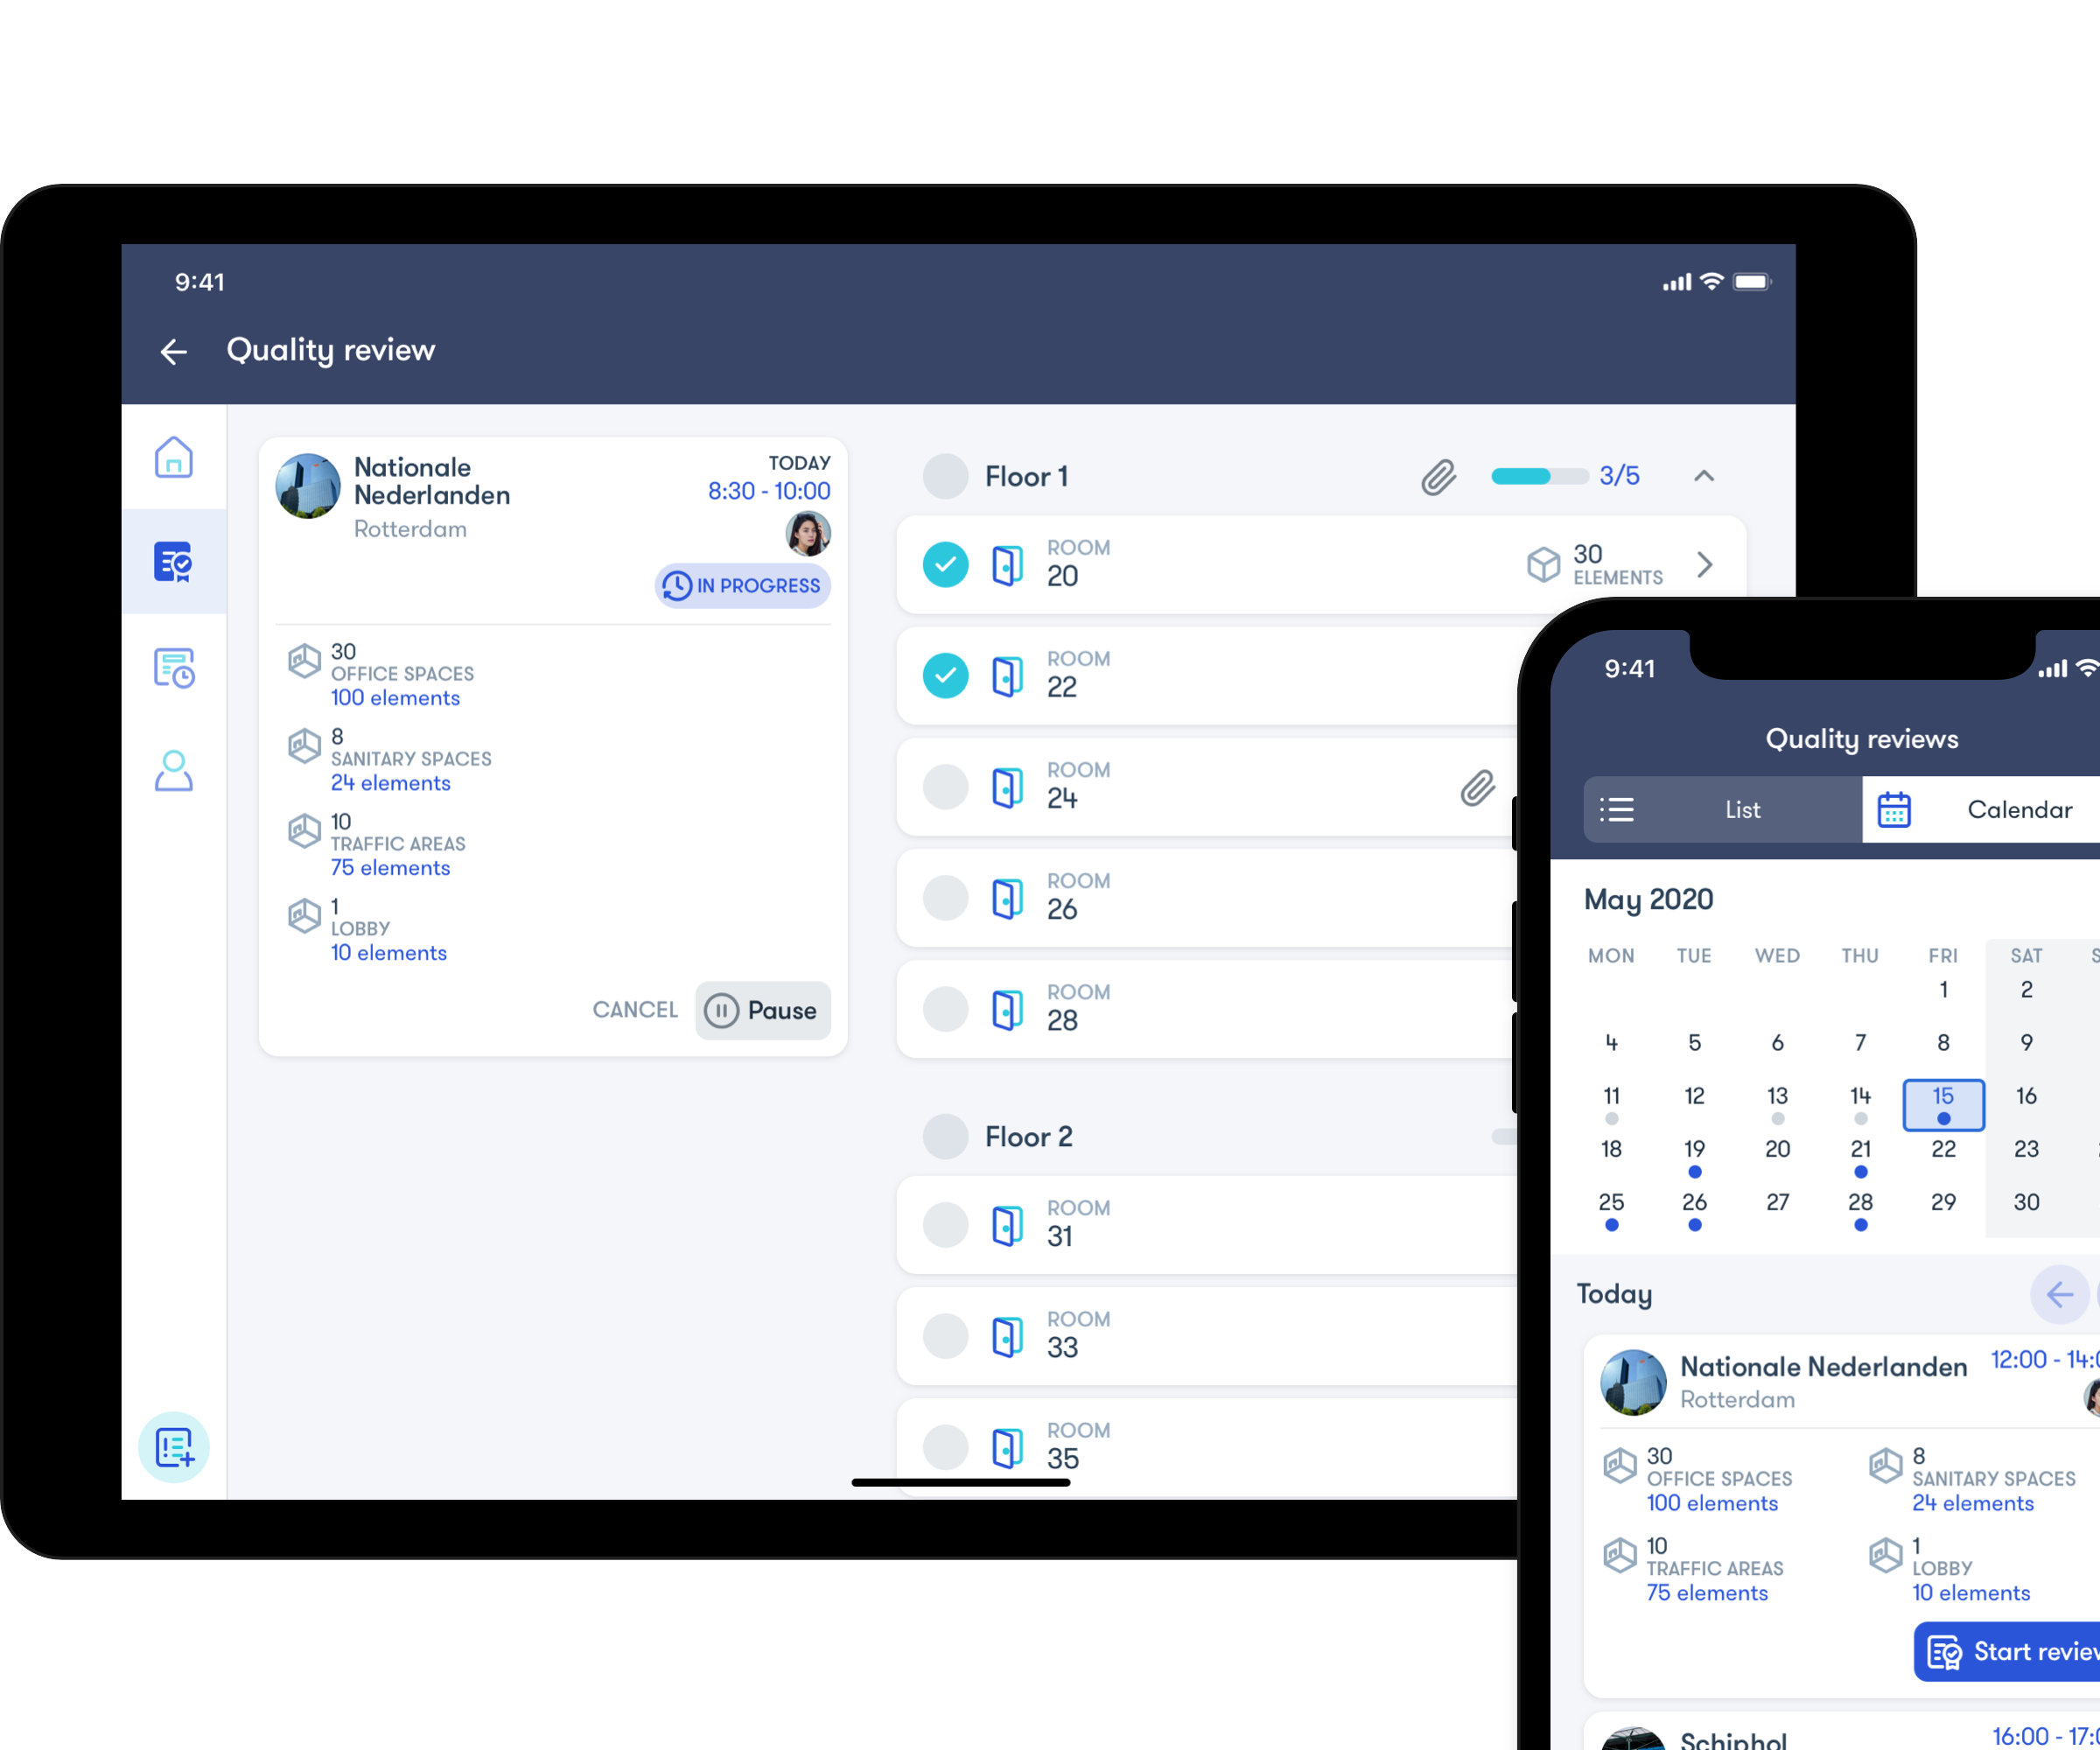 9:41
Quality review
Nationale
Nederlanden
Rotterdam
TODAY
8:30 - 10:00
IN PROGRESS
30
OFFICE SPACES
100 elements
8
SANITARY SPACES
24 elements
10
TRAFFIC AREAS
75 elements
1
LOBBY
10 elements
CANCEL
Pause
Floor 1
3/5
ROOM
20
30
ELEMENTS
ROOM
22
ROOM
24
ROOM
26
ROOM
28
Floor 2
ROOM
31
ROOM
33
ROOM
35
9:41
Quality reviews
List
Calendar
May 2020
MON TUE WED THU FRI SAT
1 2
4 5 6 7 8 9
11 12 13 14 15 16
18 19 20 21 22 23
25 26 27 28 29 30
Today
Nationale Nederlanden
12:00 -
Rotterdam
30
OFFICE SPACES
100 elements
8
SANITARY SPACES
24 elements
10
TRAFFIC AREAS
75 elements
1
LOBBY
10 elements
Start review
Schiphol
16:00 -